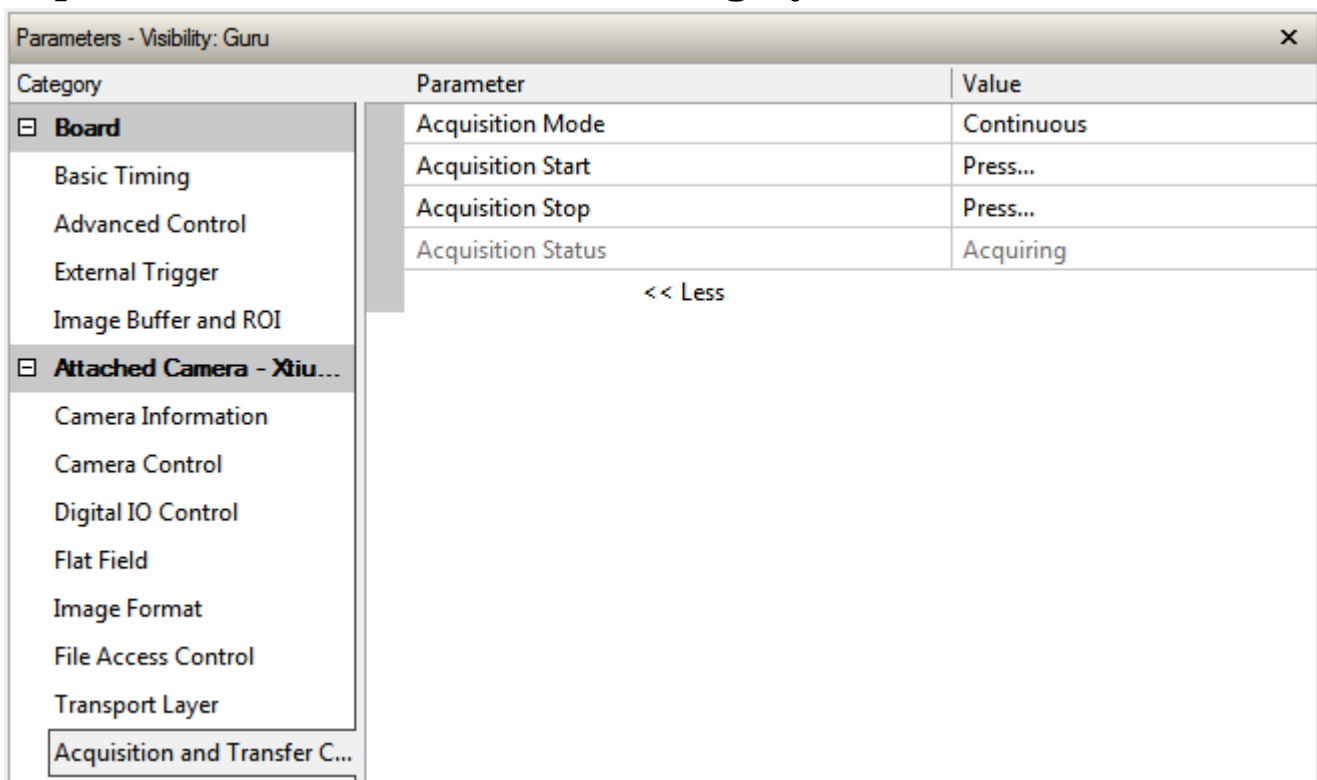 Parameters - Visibility: Guru ×
Category Parameter Value
Board
Basic Timing
Advanced Control
External Trigger
Image Buffer and ROI
Attached Camera - Xtiu...
Camera Information
Camera Control
Digital IO Control
Flat Field
Image Format
File Access Control
Transport Layer
Acquisition and Transfer C...
Acquisition Mode Continuous
Acquisition Start Press...
Acquisition Stop Press...
Acquisition Status Acquiring
<< Less